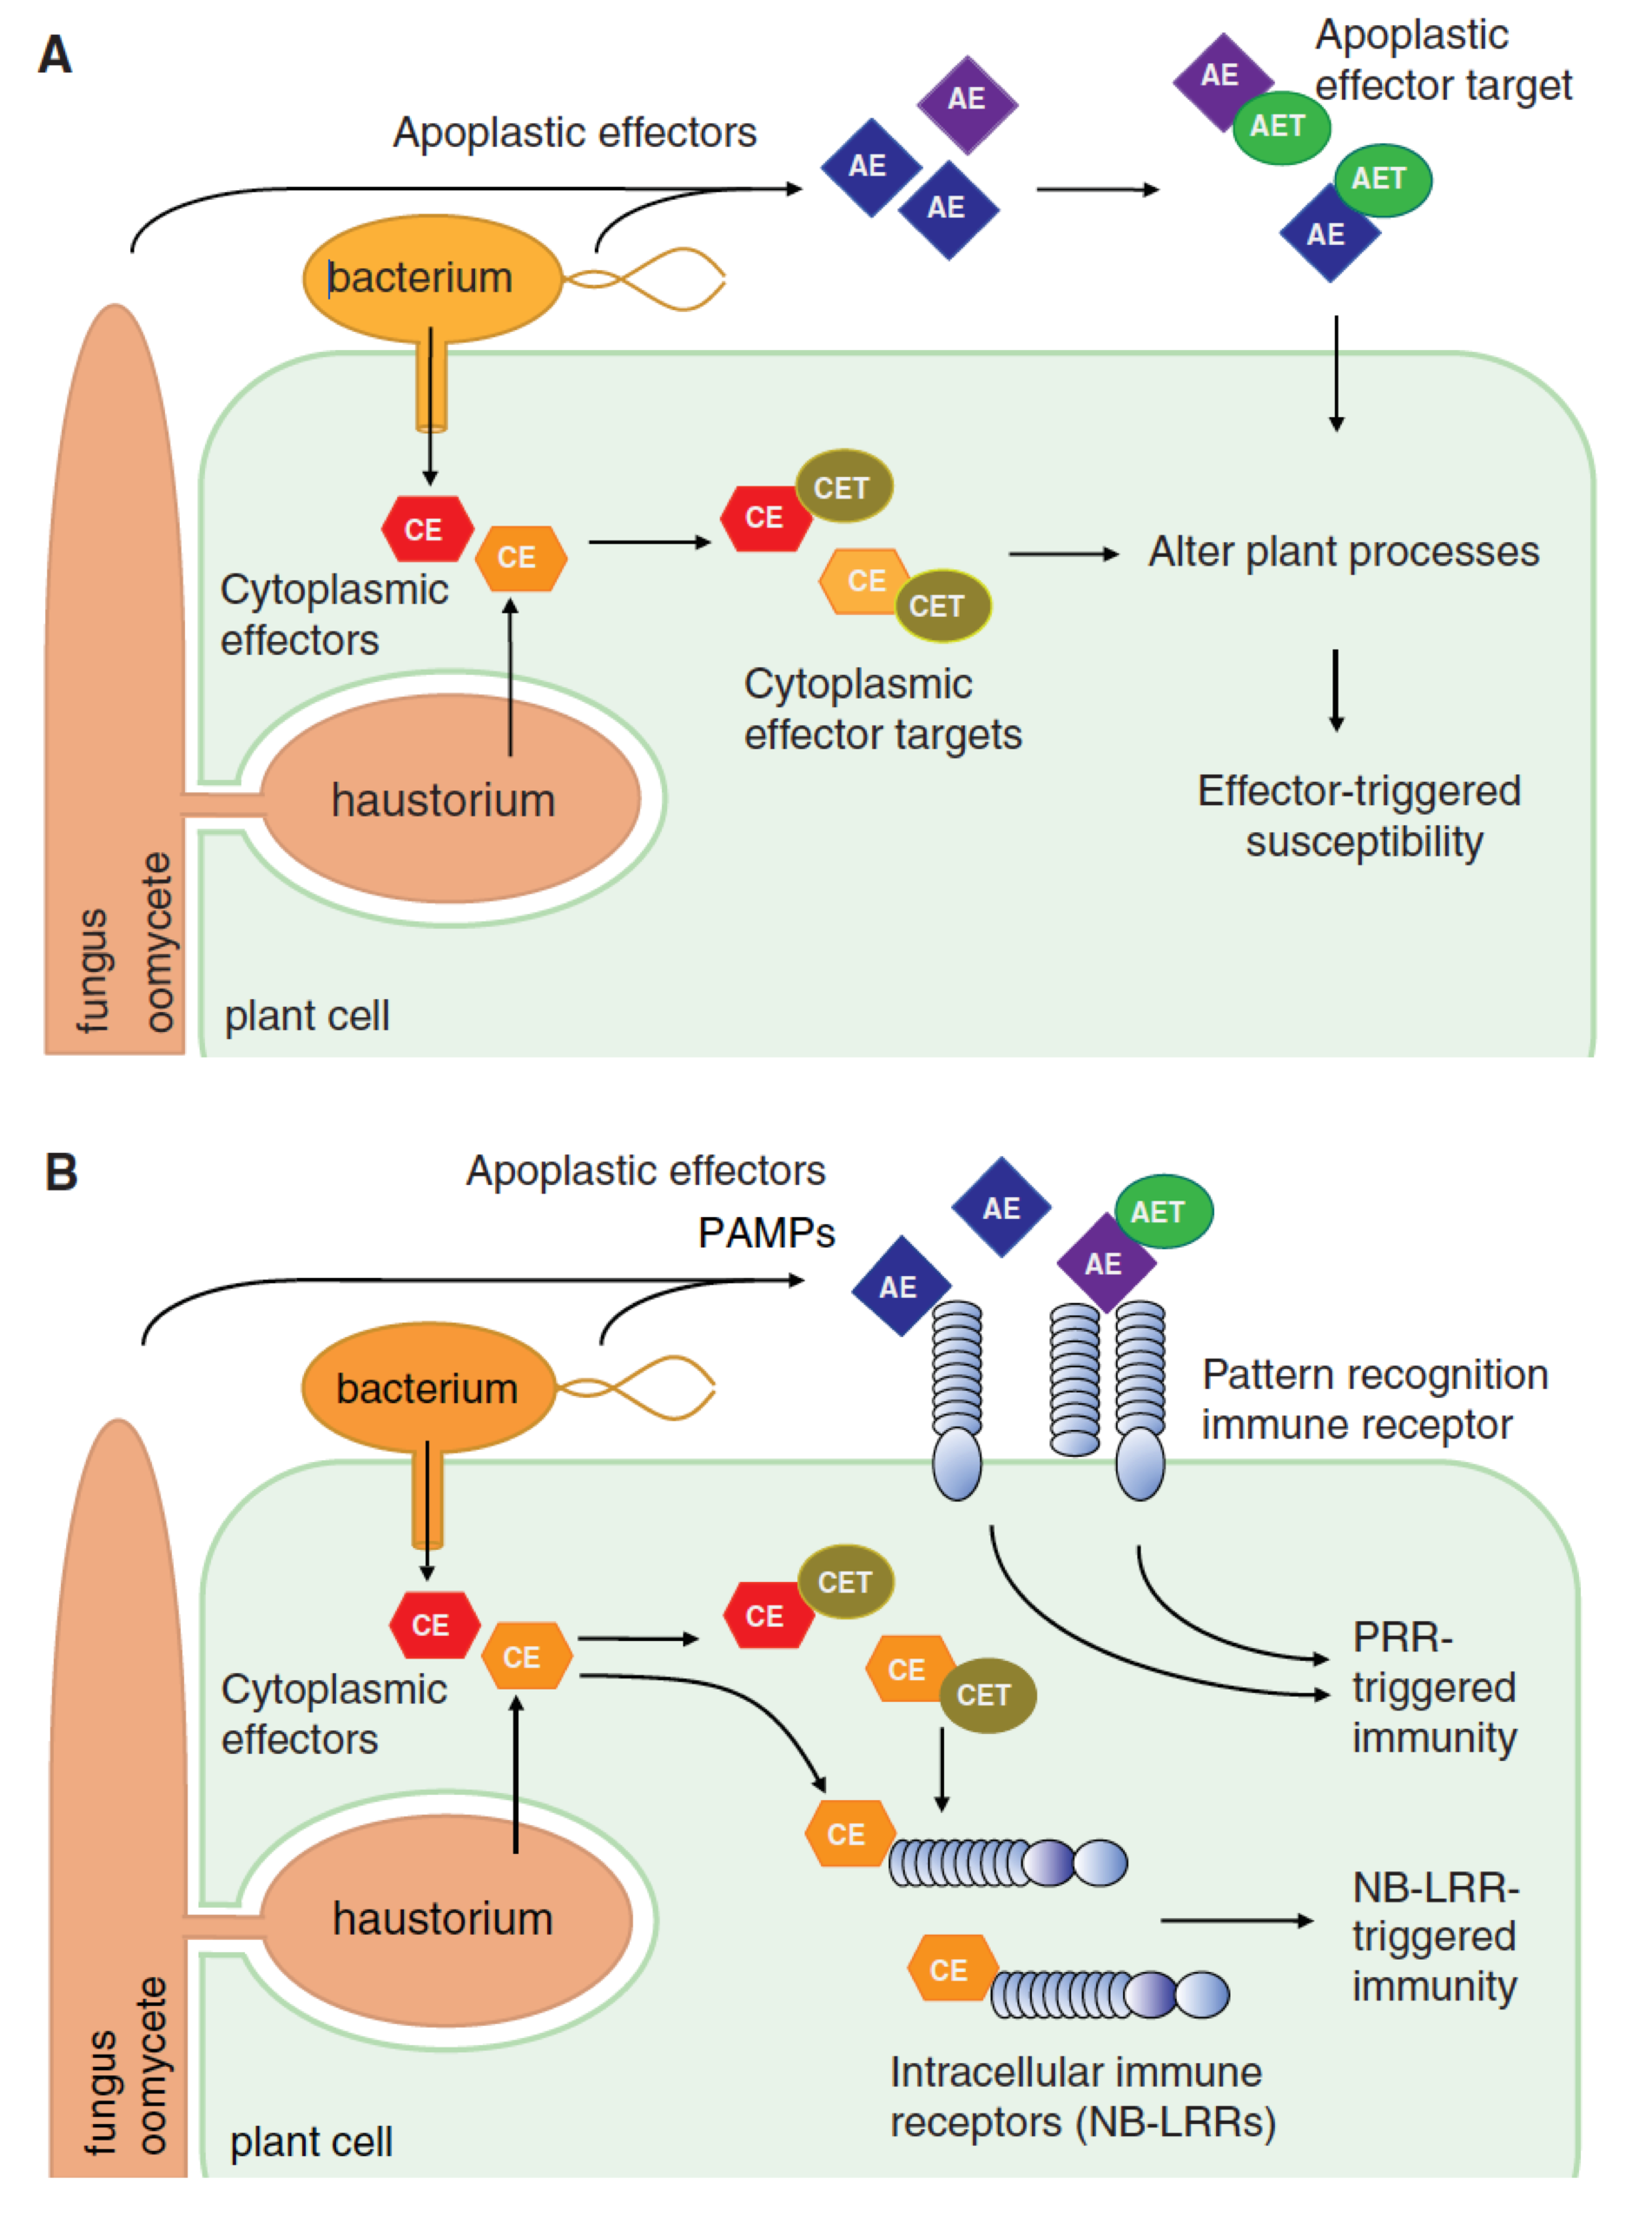 A
Apoplastic
effector target
AE
AE
Apoplastic effectors
AET
AE
AET
AE
AE
bacterium
CET
CE
CE
CE
Alter plant processes
CE
CET
Cytoplasmic
effectors
Cytoplasmic
effector targets
haustorium
Effector-triggered
susceptibility
fungus
oomycete
plant cell
B
Apoplastic effectors
PAMPs
AE
AET
AE
AE
Pattern recognition
immune receptor
bacterium
CET
CE
CE
CE
CE
CET
PRR-
triggered
immunity
Cytoplasmic
effectors
CE
haustorium
NB-LRR-
triggered
immunity
CE
Intracellular immune
receptors (NB-LRRs)
fungus
oomycete
plant cell